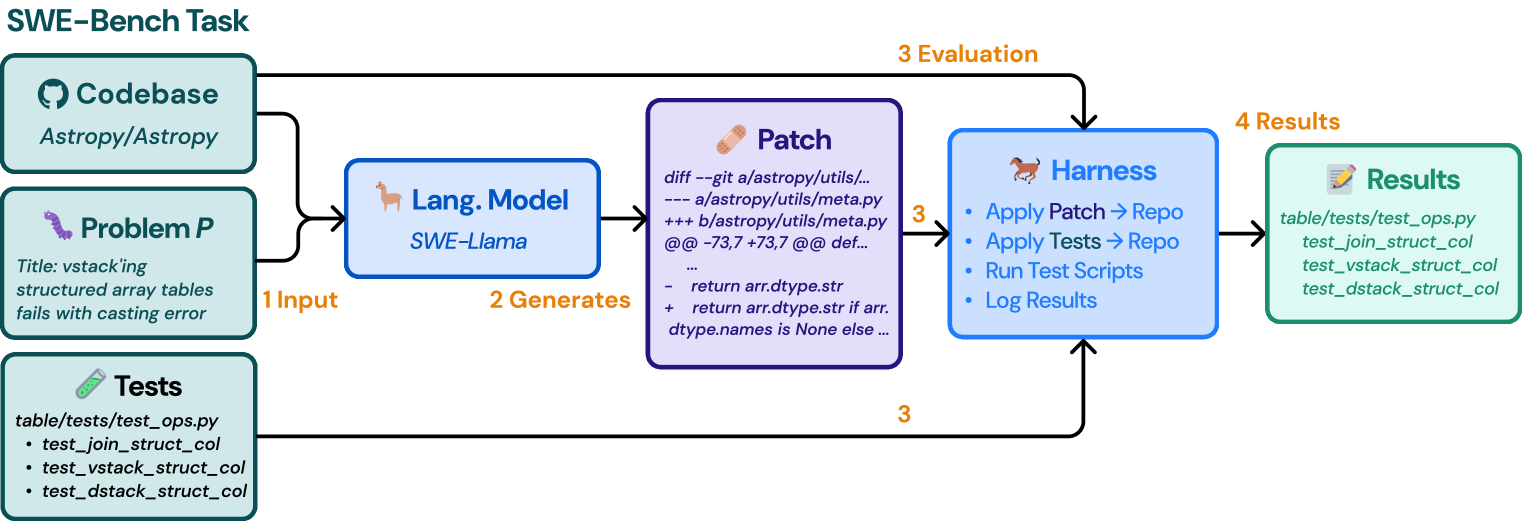 SWE-Bench Task
Codebase
Astropy/Astropy
Problem P
Title: vstack'ing
structured array tables
fails with casting error
Tests
table/tests/test_ops.py
• test_join_struct_col
• test_vstack_struct_col
• test_dstack_struct_col
1 Input
Lang. Model
SWE-Llama
2 Generates
Patch
diff --git a/astropy/utils/...
--- a/astropy/utils/meta.py
+++ b/astropy/utils/meta.py
@@ -73,7 +73,7 @@ def...
...
- return arr.dtype.str
+ return arr.dtype.str if arr.
dtype.names is None else ...
3 Evaluation
3
3
Harness
• Apply Patch → Repo
• Apply Tests → Repo
• Run Test Scripts
• Log Results
4 Results
Results
table/tests/test_ops.py
test_join_struct_col
test_vstack_struct_col
test_dstack_struct_col